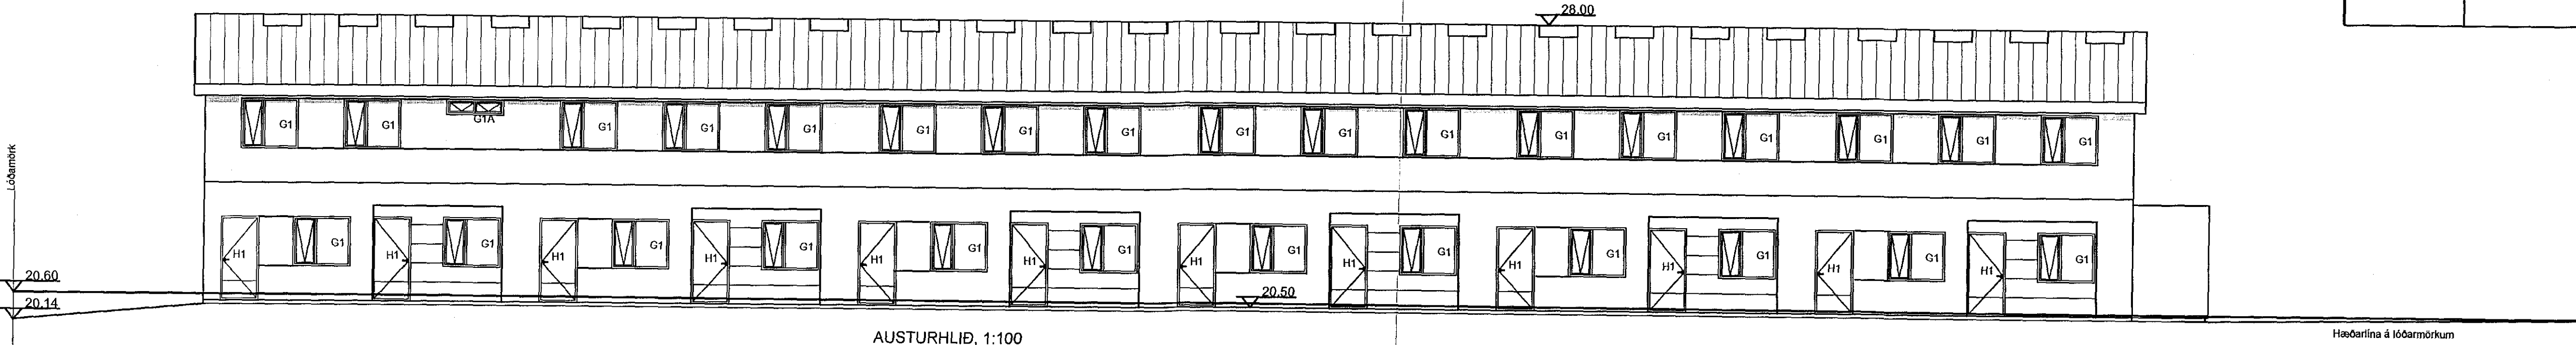 28.00
G1 G1 G1A G1 G1 G1 G1 G1 G1 G1 G1 G1 G1 G1 G1 G1 G1 G1
Lóðarmörk
H1 G1 H1 G1 H1 G1 H1 G1 H1 G1 H1 G1 H1 G1 H1 G1 H1 G1 H1 G1 H1 G1 H1 G1
20.60
20.50
20.14
AUSTURHLIÐ, 1:100
Hæðarlína á lóðarmörkum